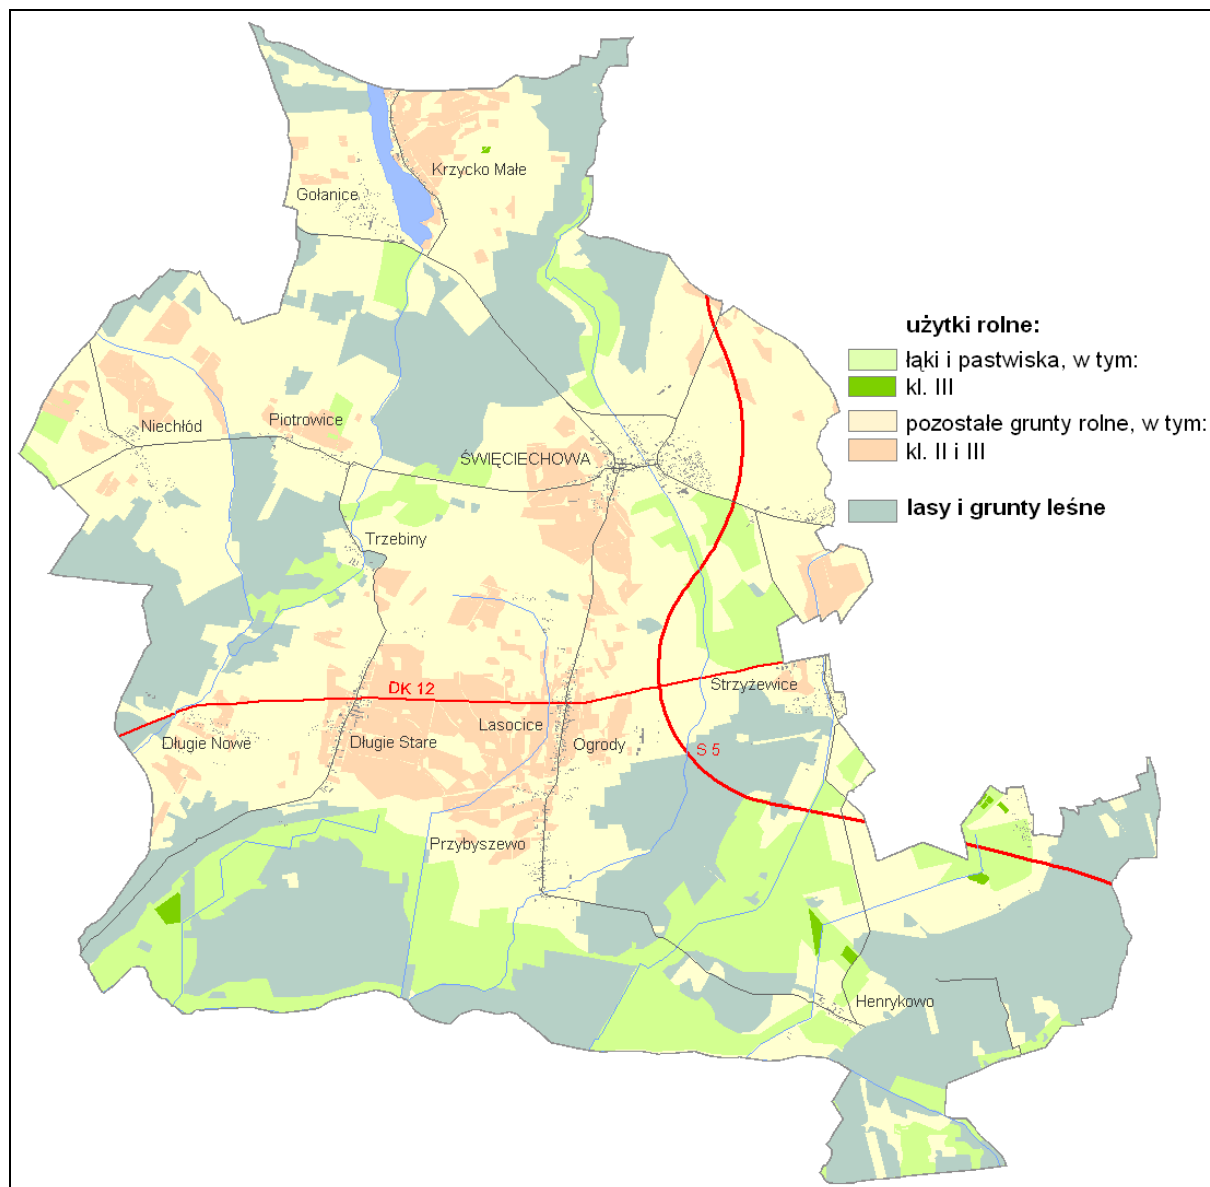 Krzycko Małe
Gołanice
użytki rolne:
łąki i pastwiska, w tym:
kl. III
pozostałe grunty rolne, w tym:
kl. II i III
lasy i grunty leśne
Niechłód
Piotrowice
ŚWIĘCIECHOWA
Trzebiny
DK 12
Strzyżewice
Lasocice
Długie Nowe
Długie Stare
Ogrody
S 5
Przybyszewo
Henrykowo